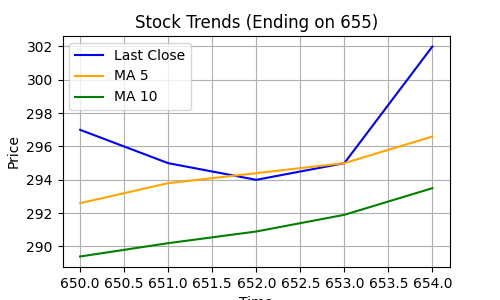 Stock Trends (Ending on 655)
Last Close
MA 5
MA 10
Price
302
300
298
296
294
292
290
650.0 650.5 651.0 651.5 652.0 652.5 653.0 653.5 654.0
Time